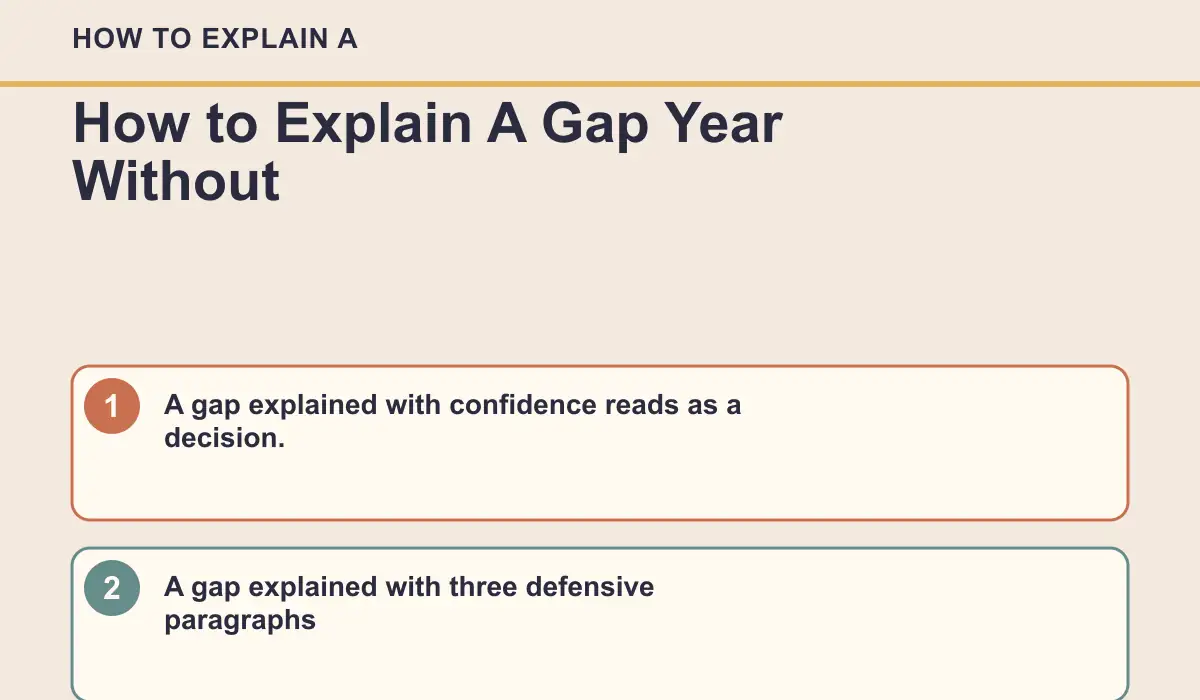 HOW TO EXPLAIN A
How to Explain A Gap Year
Without
1
A gap explained with confidence reads as a
decision.
2
A gap explained with three defensive
paragraphs